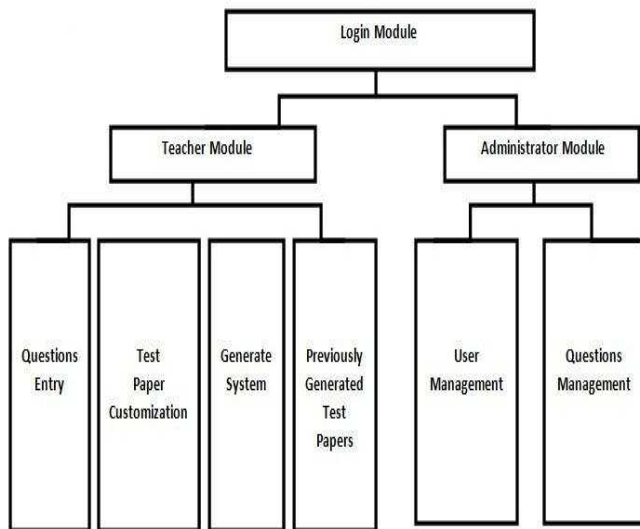 Login Module
Teacher Module
Administrator Module
Questions
Entry
Test
Paper
Customization
Generate
System
Previously
Generated
Test
Papers
User
Management
Questions
Management